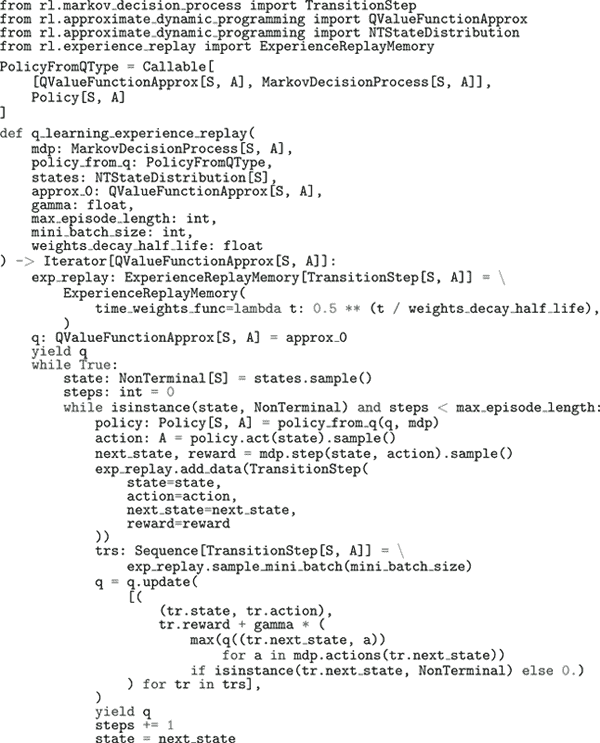 from rl.markov_decision_process import TransitionStep
from rl.approximate_dynamic_programming import QValueFunctionApprox
from rl.approximate_dynamic_programming import NTStateDistribution
from rl.experience_replay import ExperienceReplayMemory
PolicyFromQType = Callable[
    [QValueFunctionApprox[S, A], MarkovDecisionProcess[S, A]],
    Policy[S, A]
]
def q_learning_experience_replay(
    mdp: MarkovDecisionProcess[S, A],
    policy_from_q: PolicyFromQType,
    states: NTStateDistribution[S],
    approx_0: QValueFunctionApprox[S, A],
    gamma: float,
    max_episode_length: int,
    mini_batch_size: int,
    weights_decay_half_life: float
) -> Iterator[QValueFunctionApprox[S, A]]:
    exp_replay: ExperienceReplayMemory[TransitionStep[S, A]] = \
        ExperienceReplayMemory(
            time_weights_func=lambda t: 0.5 ** (t / weights_decay_half_life),
        )
    q: QValueFunctionApprox[S, A] = approx_0
    yield q
    while True:
        state: NonTerminal[S] = states.sample()
        steps: int = 0
        while isinstance(state, NonTerminal) and steps < max_episode_length:
            policy: Policy[S, A] = policy_from_q(q, mdp)
            action: A = policy.act(state).sample()
            next_state, reward = mdp.step(state, action).sample()
            exp_replay.add_data(TransitionStep(
                state=state,
                action=action,
                next_state=next_state,
                reward=reward
            ))
            trs: Sequence[TransitionStep[S, A]] = \
                exp_replay.sample_mini_batch(mini_batch_size)
            q = q.update(
                [(
                    (tr.state, tr.action),
                    tr.reward + gamma * (
                        max(q((tr.next_state, a))
                            for a in mdp.actions(tr.next_state))
                        if isinstance(tr.next_state, NonTerminal) else 0.)
                ) for tr in trs],
            )
            yield q
            steps += 1
            state = next_state